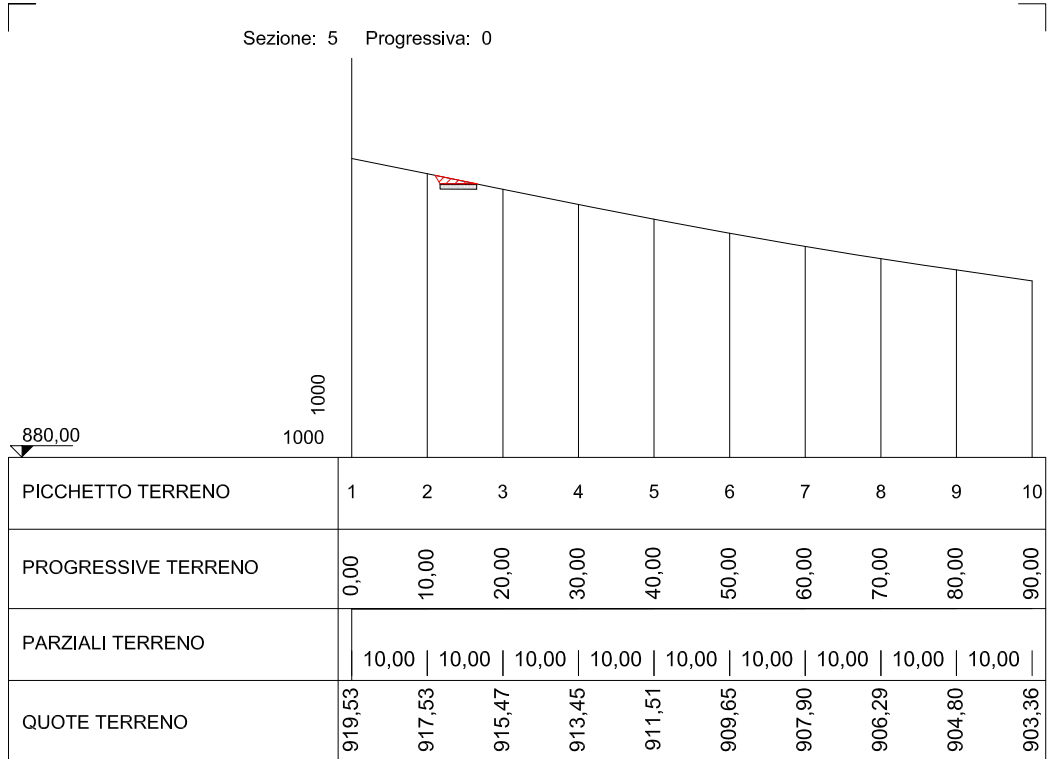 Sezione: 5 Progressiva: 0
1000
880,00
1000
PICCHETTO TERRENO 1 2 3 4 5 6 7 8 9 10
PROGRESSIVE TERRENO 0,00 10,00 20,00 30,00 40,00 50,00 60,00 70,00 80,00 90,00
PARZIALI TERRENO 10,00 10,00 10,00 10,00 10,00 10,00 10,00 10,00 10,00
QUOTE TERRENO 919,53 917,53 915,47 913,45 911,51 909,65 907,90 906,29 904,80 903,36